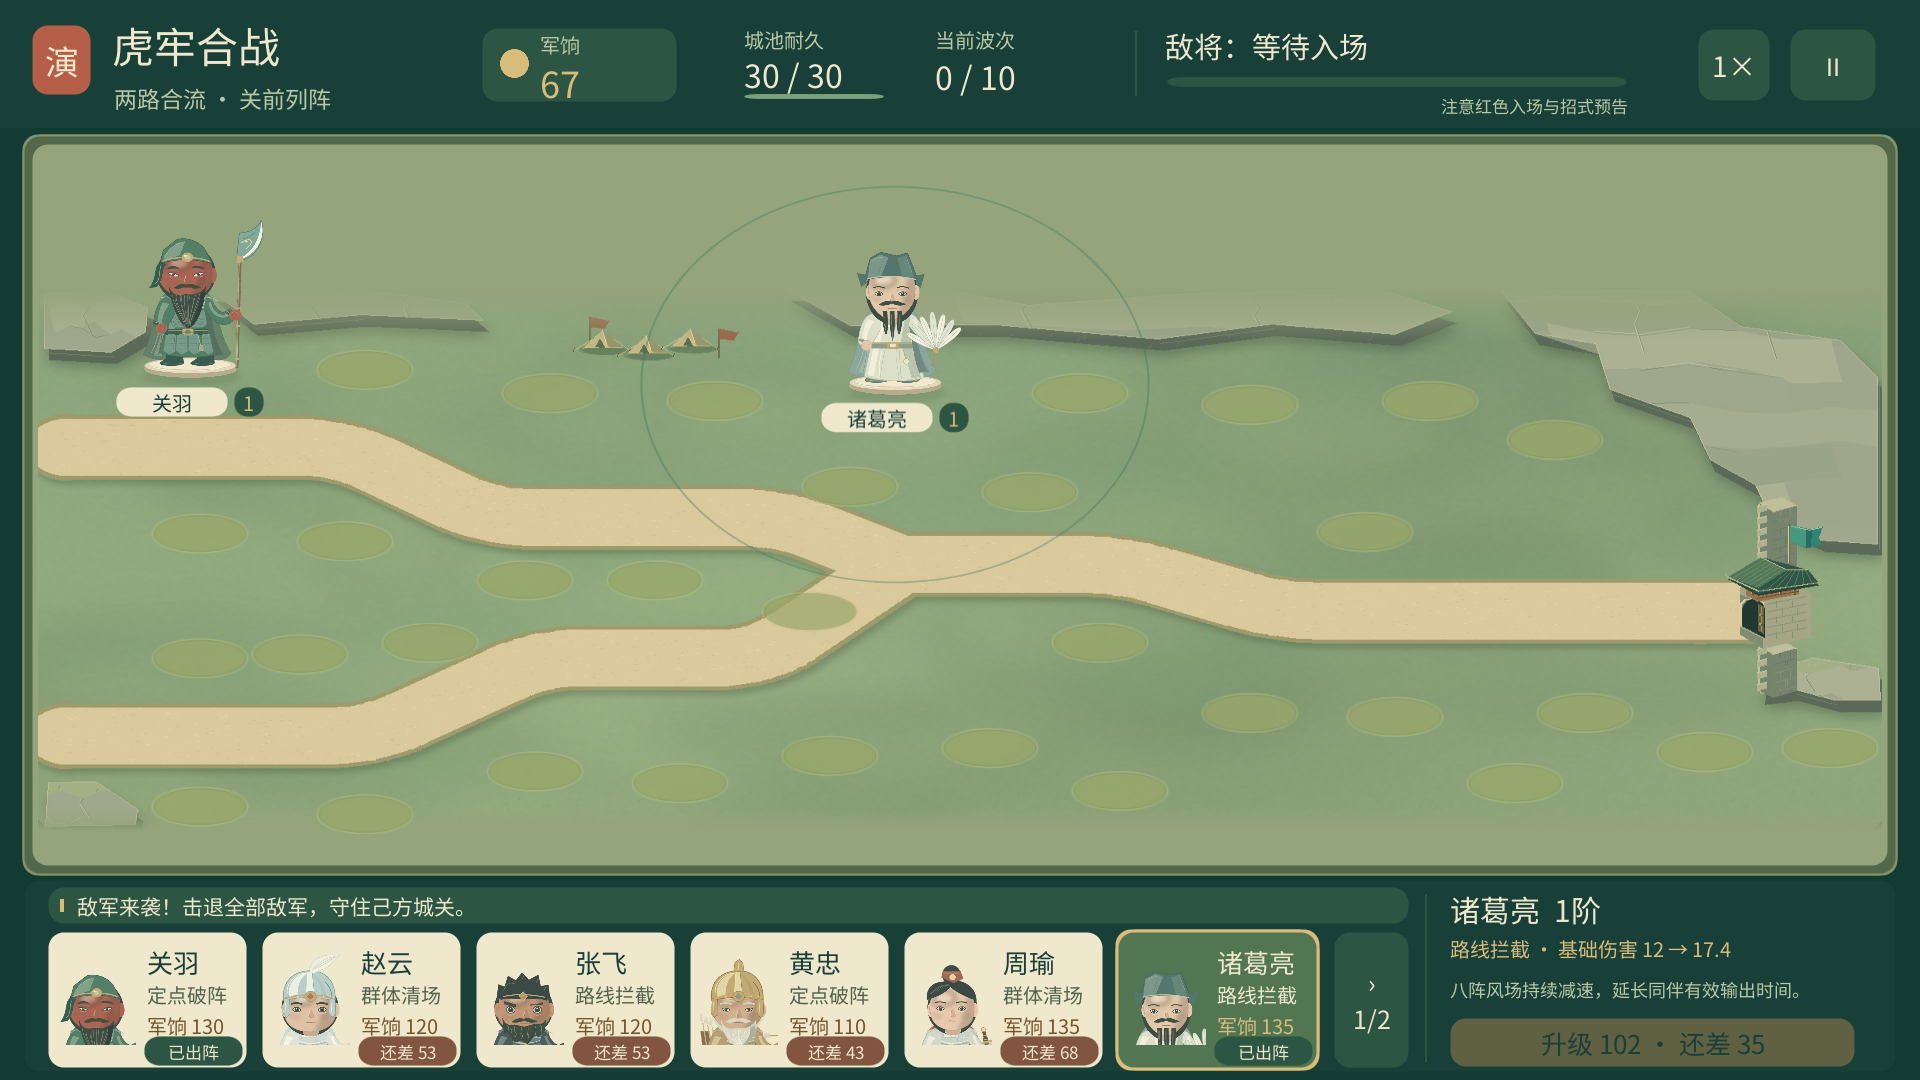 演
虎牢合战
两路合流 · 关前列阵
军饷
67
城池耐久
30 / 30
当前波次
0 / 10
敌将：等待入场
注意红色入场与招式预告
1×
II
关羽 1
诸葛亮 1
敌军来袭！击退全部敌军，守住己方城关。
关羽
定点破阵
军饷 130
已出阵
赵云
群体清场
军饷 120
还差 53
张飞
路线拦截
军饷 120
还差 53
黄忠
定点破阵
军饷 110
还差 43
周瑜
群体清场
军饷 135
还差 68
诸葛亮
路线拦截
军饷 135
已出阵
›
1/2
诸葛亮 1阶
路线拦截 · 基础伤害 12 → 17.4
八阵风场持续减速，延长同伴有效输出时间。
升级 102 · 还差 35